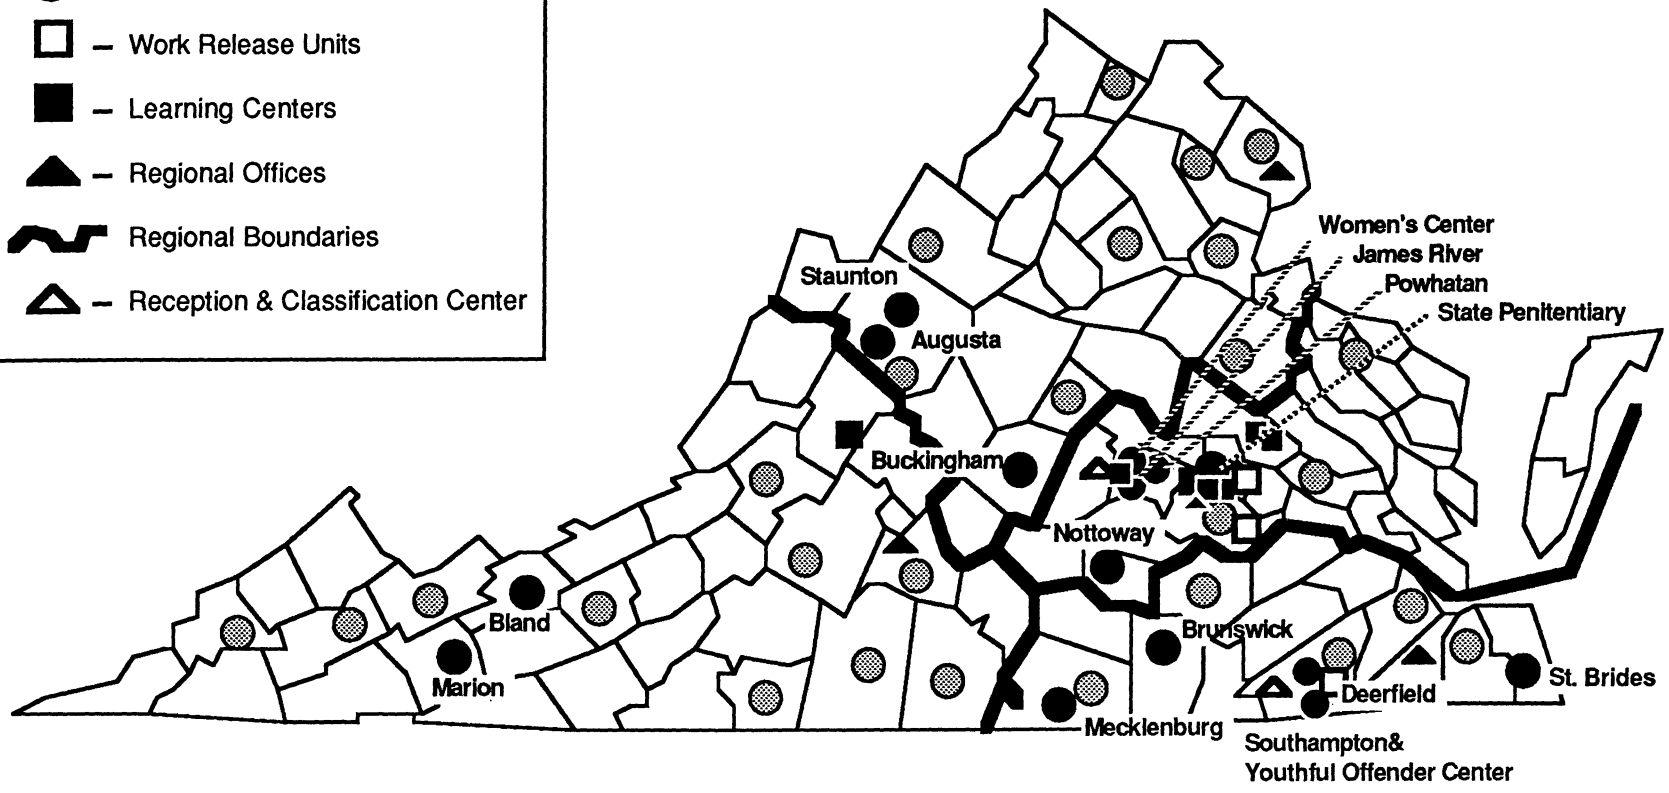 – Work Release Units
– Learning Centers
– Regional Offices
Regional Boundaries
– Reception & Classification Center
Women's Center
James River
Powhatan
State Penitentiary
Staunton
Augusta
Buckingham
Nottoway
Bland
Marion
Brunswick
St. Brides
Deerfield
Mecklenburg
Southampton&
Youthful Offender Center